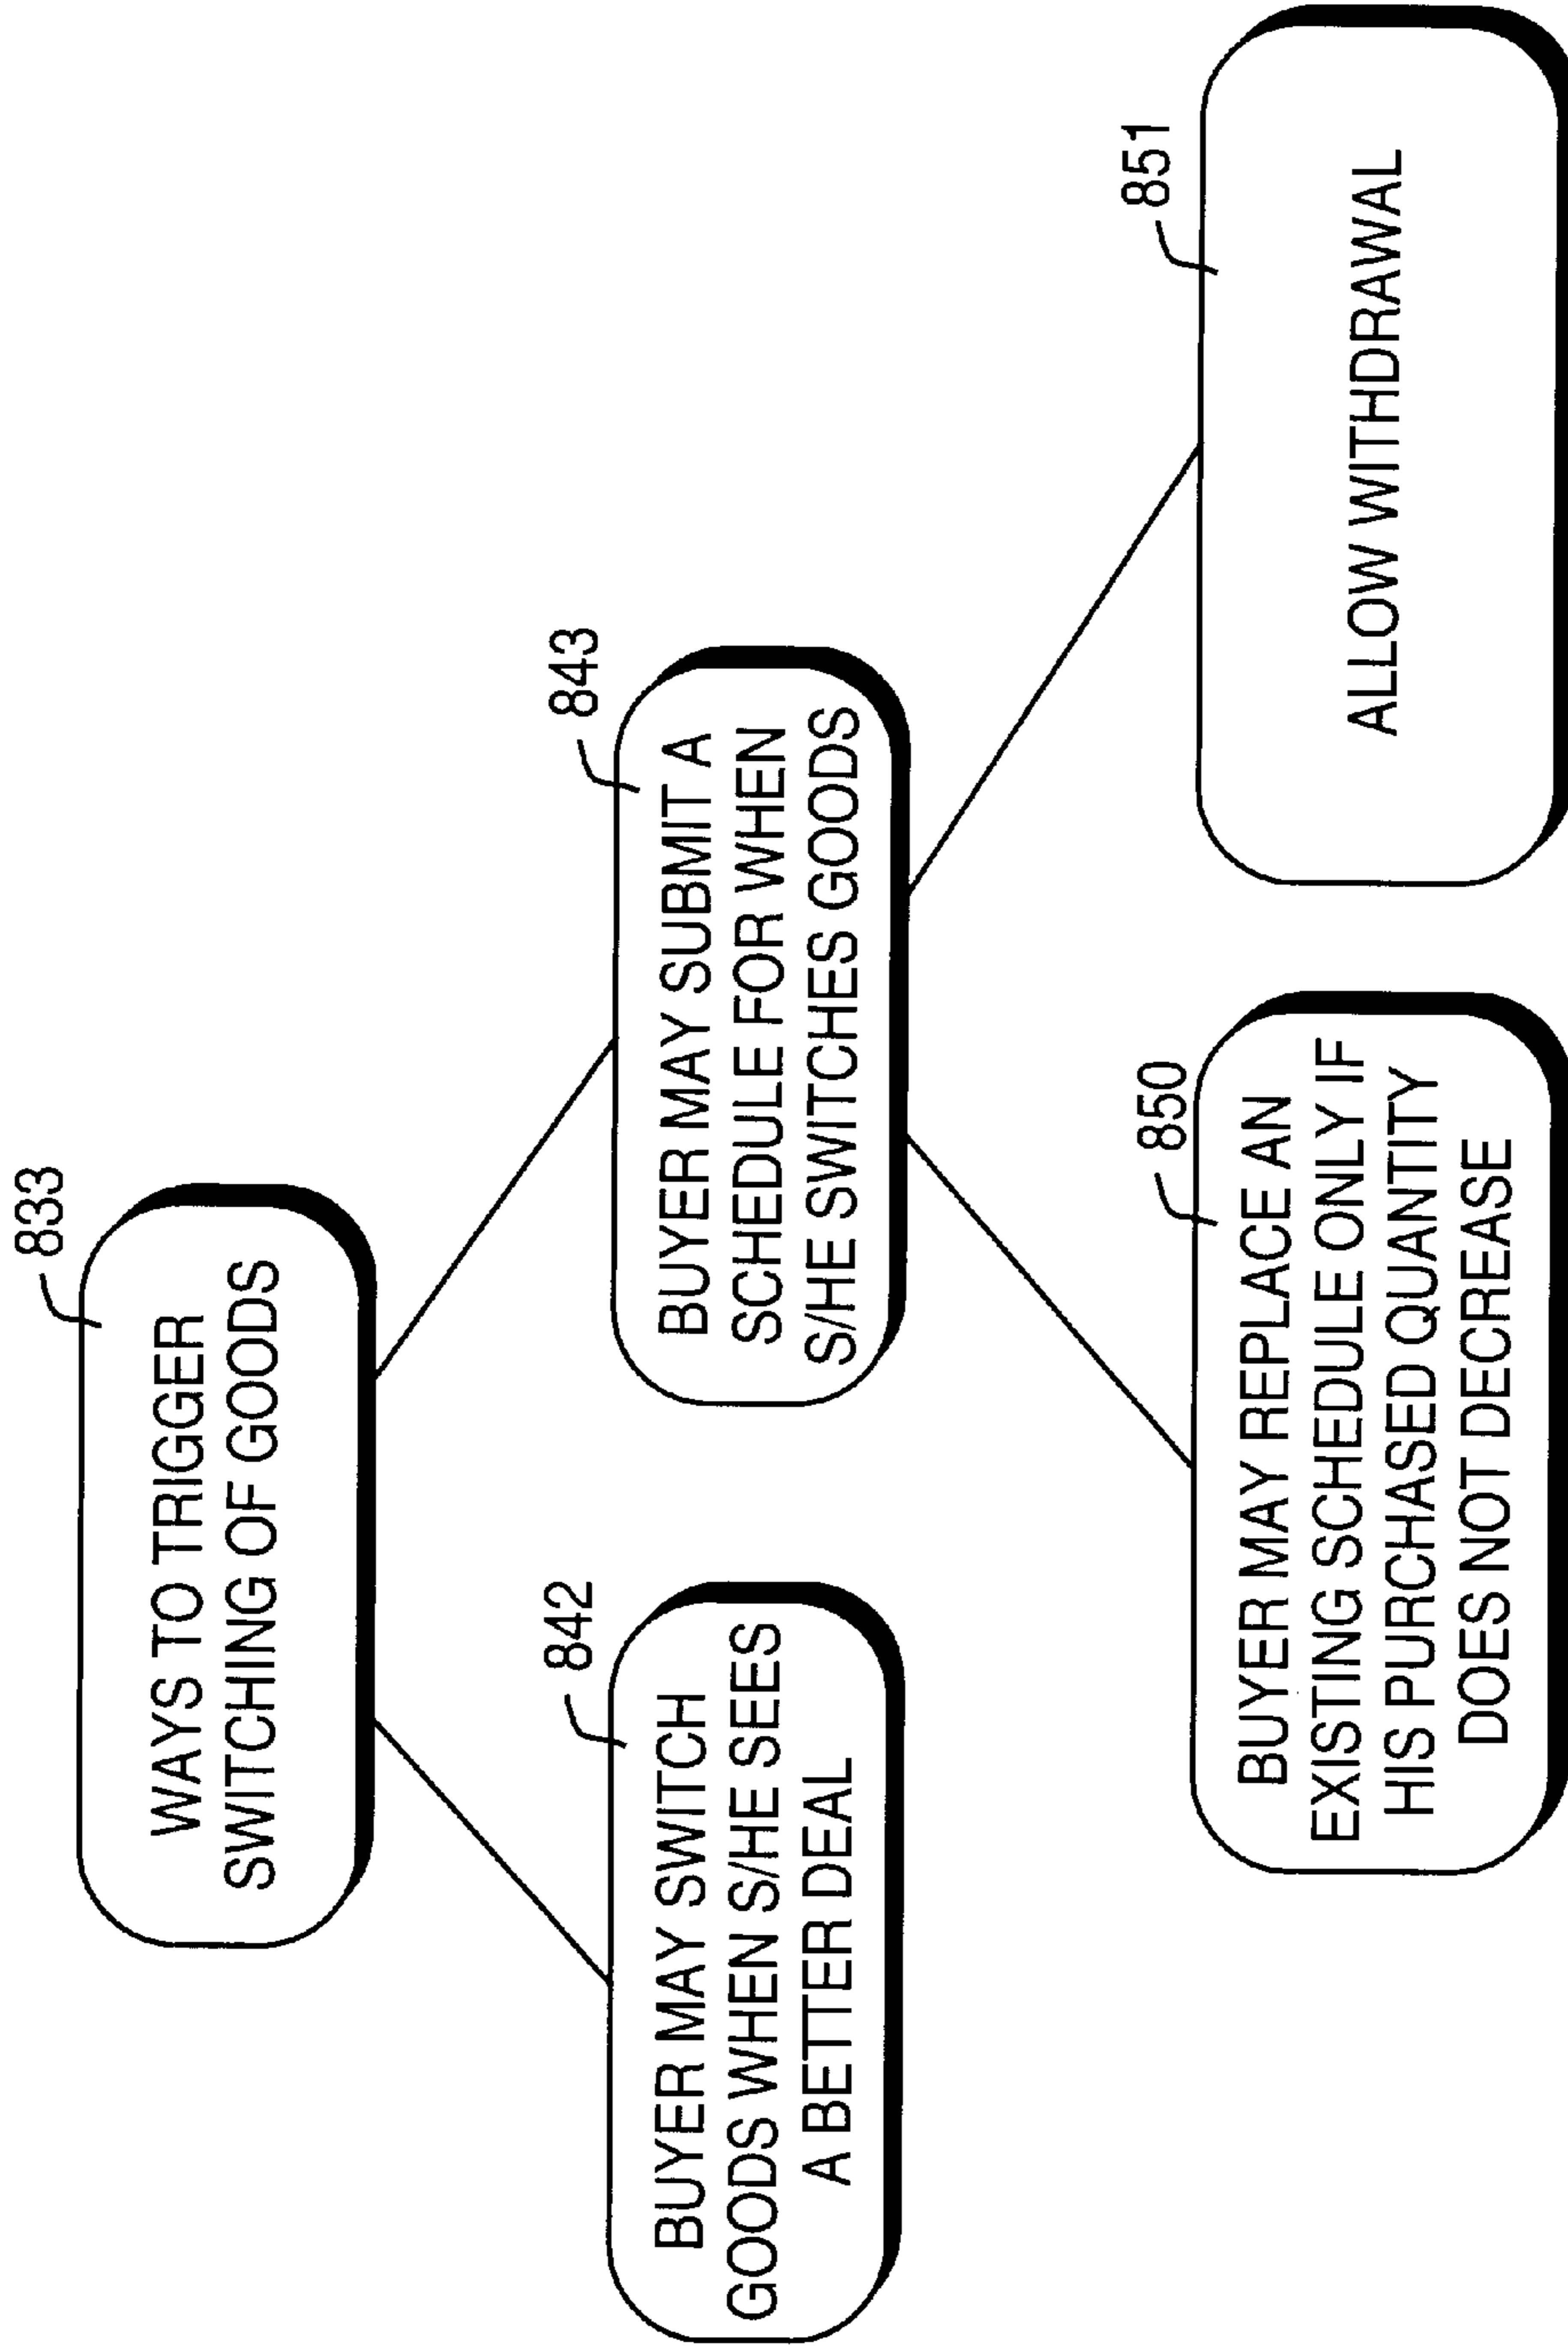 833
WAYS TO TRIGGER
SWITCHING OF GOODS
842
BUYER MAY SWITCH
GOODS WHEN S/HE SEES
A BETTER DEAL
843
BUYER MAY SUBMIT A
SCHEDULE FOR WHEN
S/HE SWITCHES GOODS
850
BUYER MAY REPLACE AN
EXISTING SCHEDULE ONLY IF
HIS PURCHASED QUANTITY
DOES NOT DECREASE
851
ALLOW WITHDRAWAL